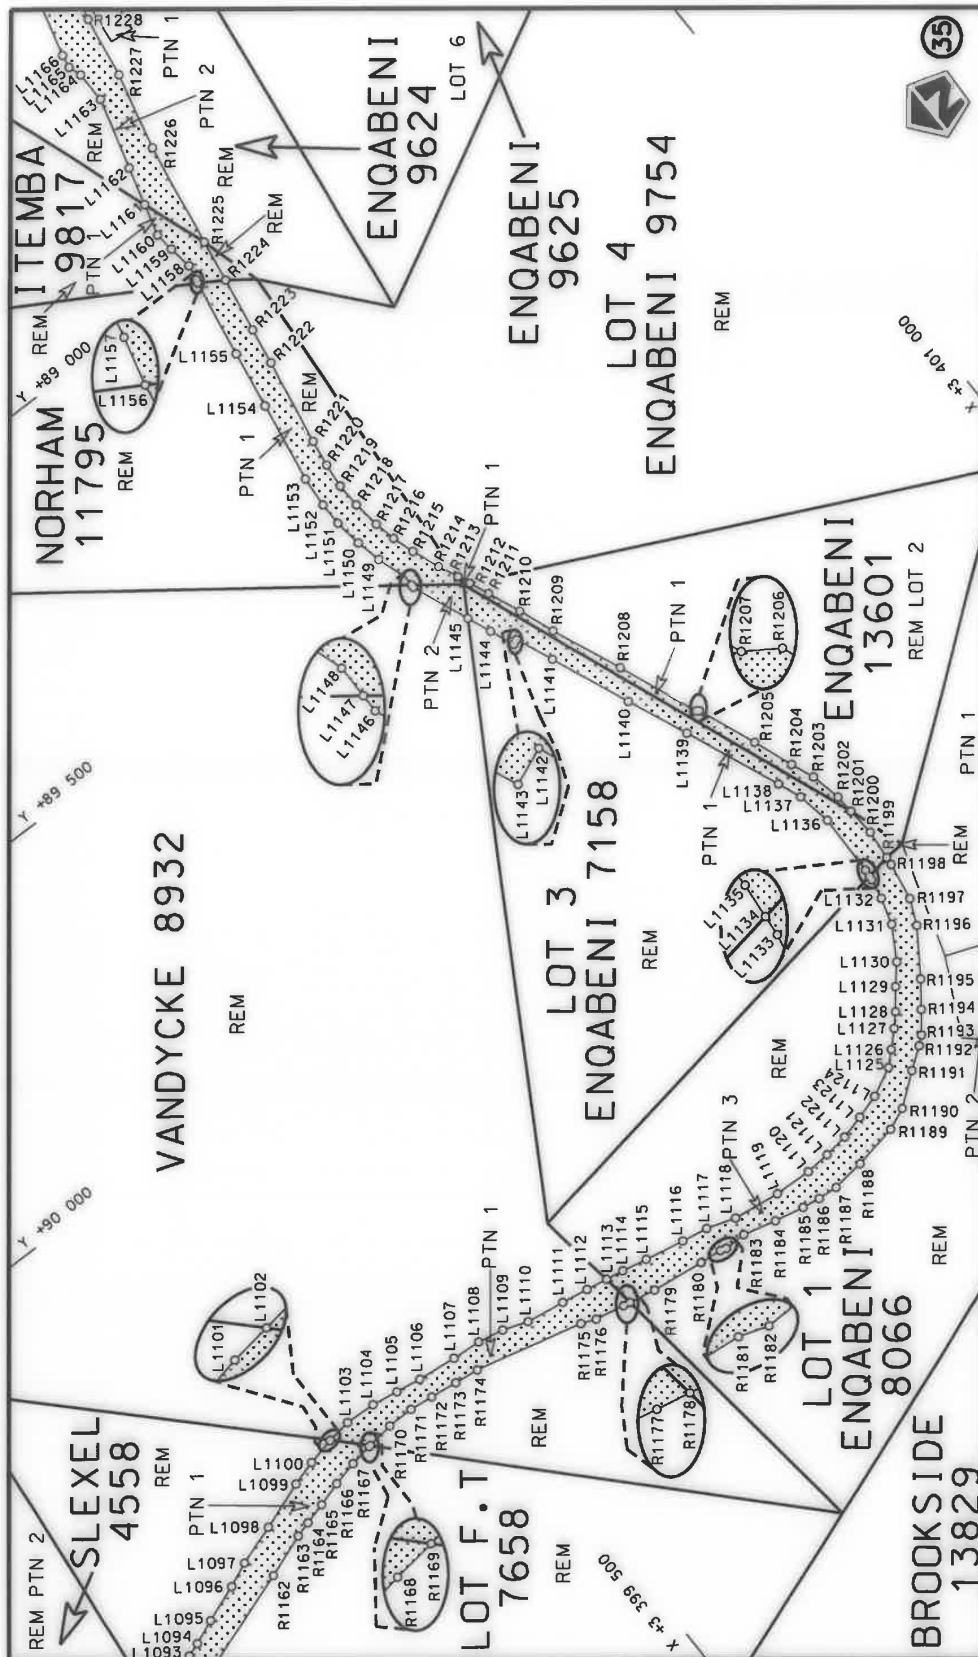 REM PTN 2
SLEXEL
4558
REM
PTN 1
L1093
L1094
L1095
L1096
L1097
L1098
L1099
L1100
L1101
L1102
L1103
L1104
L1105
L1106
L1107
L1108
L1109
L1110
L1111
L1112
L1113
L1114
L1115
L1116
L1117
L1118
L1119
L1120
L1121
L1122
L1123
L1124
L1125
L1126
L1127
L1128
L1129
L1130
L1131
L1132
L1133
L1134
L1135
L1136
L1137
L1138
L1139
L1140
L1141
L1142
L1143
L1144
L1145
L1146
L1147
L1148
L1149
L1150
L1151
L1152
L1153
L1154
L1155
L1156
L1157
L1158
L1159
L1160
L1161
L1162
L1163
L1164
L1165
L1166
R1162
R1163
R1164
R1165
R1166
R1167
R1168
R1169
R1170
R1171
R1172
R1173
R1174
R1175
R1176
R1177
R1178
R1179
R1180
R1181
R1182
R1183
R1184
R1185
R1186
R1187
R1188
R1189
R1190
R1191
R1192
R1193
R1194
R1195
R1196
R1197
R1198
R1199
R1200
R1201
R1202
R1203
R1204
R1205
R1206
R1207
R1208
R1209
R1210
R1211
R1212
R1213
R1214
R1215
R1216
R1217
R1218
R1219
R1220
R1221
R1222
R1223
R1224
R1225
R1226
R1227
R1228
Y +90 000
VANDYCKE 8932
REM
Y +89 500
NORHAM
11795
REM
Y +89 000
REM
ITEMBA
9817
PTN 1
REM
PTN 2
PTN 1
REM
REM
ENQABENI
9624
LOT 6
ENQABENI
9625
LOT 4
ENQABENI 9754
REM
PTN 1
REM
PTN 2
PTN 1
PTN 1
LOT 3
ENQABENI 7158
REM
PTN 1
PTN 1
ENQABENI
13601
REM LOT 2
REM
PTN 1
PTN 2
REM
PTN 3
LOT 1
ENQABENI
8066
REM
REM
LOT F.T
7658
REM
BROOKSIDE
13829
X +3 399 500
X +3 401 000
35